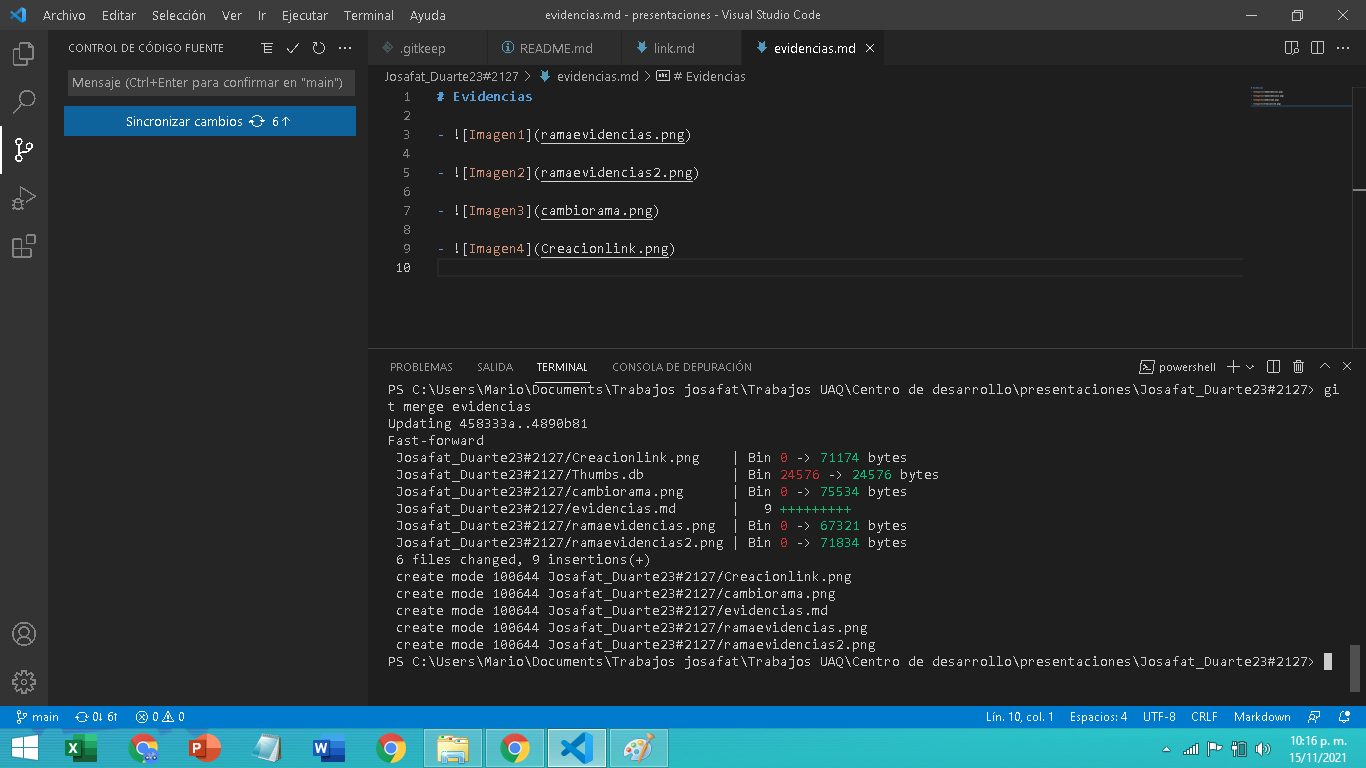 Archivo Editar Selección Ver Ir Ejecutar Terminal Ayuda
evidencias.md - presentaciones - Visual Studio Code
CONTROL DE CÓDIGO FUENTE
Mensaje (Ctrl+Enter para confirmar en "main")
Sincronizar cambios 6↑
.gitkeep README.md link.md evidencias.md
Josafat_Duarte23#2127 > evidencias.md > # Evidencias
1 # Evidencias
2
3 - ![Imagen1](ramaevidencias.png)
4
5 - ![Imagen2](ramaevidencias2.png)
6
7 - ![Imagen3](cambiorama.png)
8
9 - ![Imagen4](Creacionlink.png)
10
PROBLEMAS SALIDA TERMINAL CONSOLA DE DEPURACIÓN
powershell
PS C:\Users\Mario\Documents\Trabajos josafat\Trabajos UAQ\Centro de desarrollo\presentaciones\Josafat_Duarte23#2127> gi
t merge evidencias
Updating 458333a..4890b81
Fast-forward
Josafat_Duarte23#2127/Creacionlink.png | Bin 0 -> 71174 bytes
Josafat_Duarte23#2127/Thumbs.db | Bin 24576 -> 24576 bytes
Josafat_Duarte23#2127/cambiorama.png | Bin 0 -> 75534 bytes
Josafat_Duarte23#2127/evidencias.md | 9 +++++++++
Josafat_Duarte23#2127/ramaevidencias.png | Bin 0 -> 67321 bytes
Josafat_Duarte23#2127/ramaevidencias2.png | Bin 0 -> 71834 bytes
6 files changed, 9 insertions(+)
create mode 100644 Josafat_Duarte23#2127/Creacionlink.png
create mode 100644 Josafat_Duarte23#2127/cambiorama.png
create mode 100644 Josafat_Duarte23#2127/evidencias.md
create mode 100644 Josafat_Duarte23#2127/ramaevidencias.png
create mode 100644 Josafat_Duarte23#2127/ramaevidencias2.png
PS C:\Users\Mario\Documents\Trabajos josafat\Trabajos UAQ\Centro de desarrollo\presentaciones\Josafat_Duarte23#2127>
main 0↓ 6↑ 0 0
Lín. 10, col. 1 Espacios: 4 UTF-8 CRLF Markdown
10:16 p. m.
15/11/2021